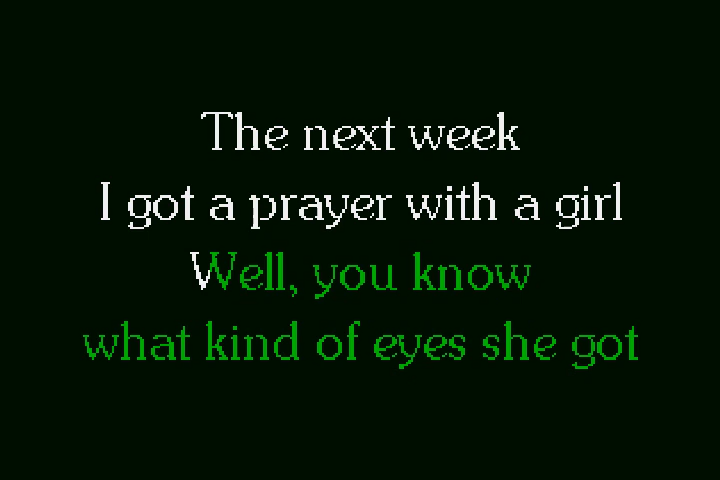 The next week
I got a prayer with a girl
Well, you know
what kind of eyes she got